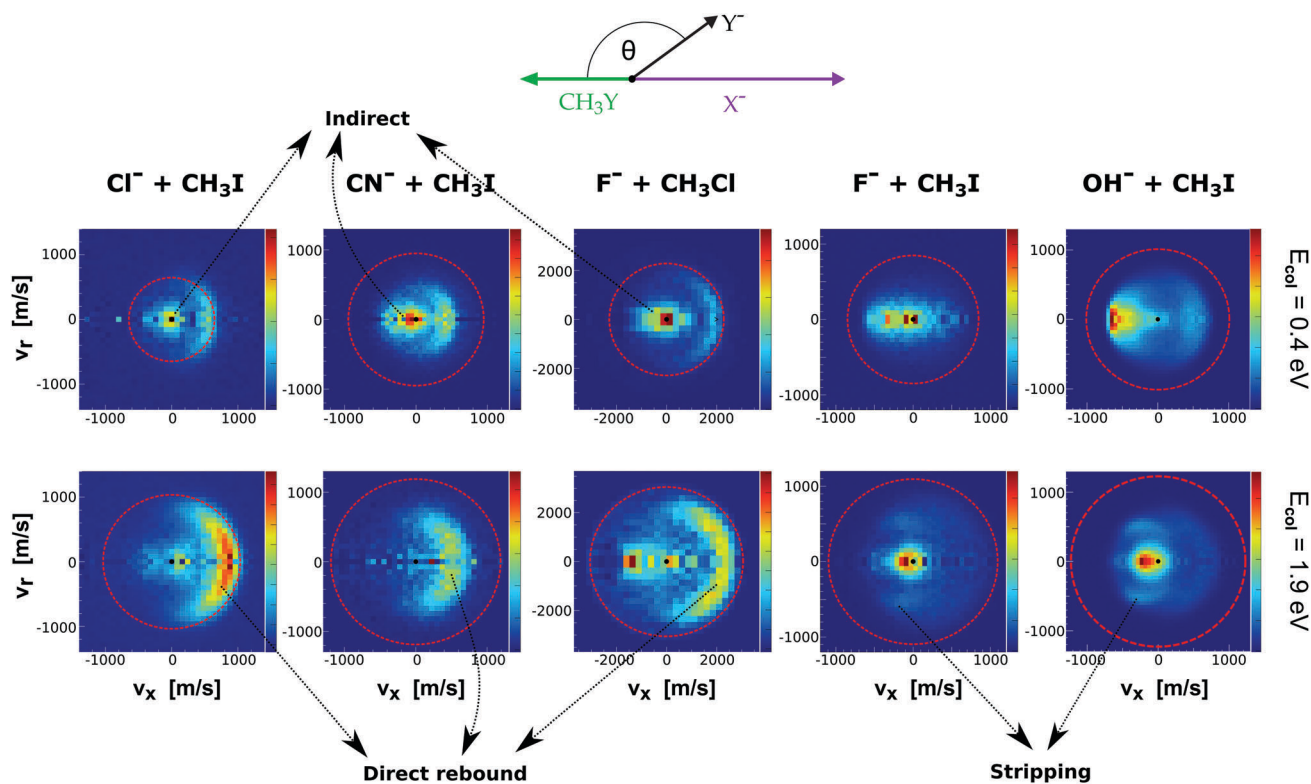 Y⁻
θ
CH₃Y
X⁻
Indirect
Cl⁻ + CH₃I
CN⁻ + CH₃I
F⁻ + CH₃Cl
F⁻ + CH₃I
OH⁻ + CH₃I
1000
0
-1000
vᵣ [m/s]
-1000 0 1000
1000
0
-1000
-1000 0 1000
2000
0
-2000
-2000 0 2000
1000
0
-1000
-1000 0 1000
1000
0
-1000
-1000 0 1000
E_col = 0.4 eV
1000
0
-1000
vᵣ [m/s]
-1000 0 1000
vₓ [m/s]
1000
0
-1000
-1000 0 1000
vₓ [m/s]
2000
0
-2000
-2000 0 2000
vₓ [m/s]
1000
0
-1000
-1000 0 1000
vₓ [m/s]
1000
0
-1000
-1000 0 1000
vₓ [m/s]
E_col = 1.9 eV
Direct rebound
Stripping